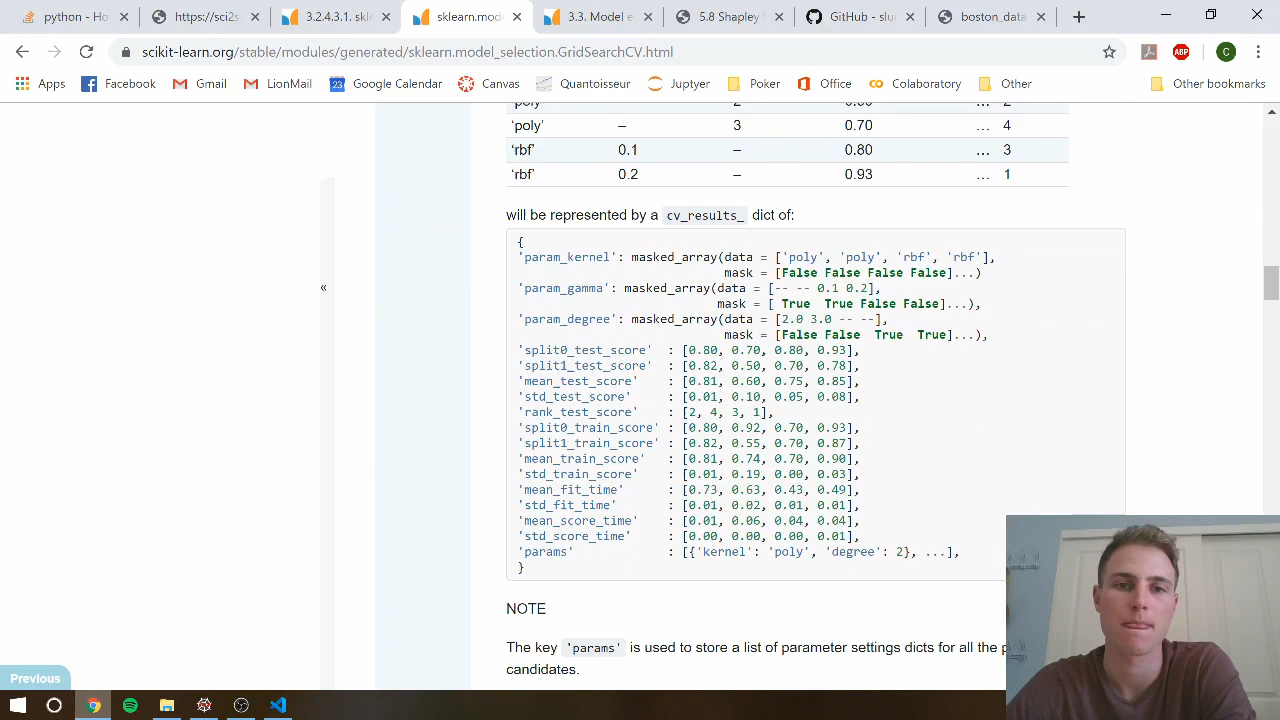 python - Ho
https://sci2s
3.2.4.3.1. skl
sklearn.mod
3.3. Model e
5.8 Shapley
GitHub - slu
boston_data
scikit-learn.org/stable/modules/generated/sklearn.model_selection.GridSearchCV.html
ABP
C
Apps
Facebook
Gmail
LionMail
23
Google Calendar
Canvas
Quantoisseur
Juptyer
Poker
Office
Colaboratory
Other
Other bookmarks
'poly' – 3 0.70 … 4
'rbf' 0.1 – 0.80 … 3
'rbf' 0.2 – 0.93 … 1
will be represented by a cv_results_ dict of:
{
'param_kernel': masked_array(data = ['poly', 'poly', 'rbf', 'rbf'],
mask = [False False False False]...)
'param_gamma': masked_array(data = [-- -- 0.1 0.2],
mask = [ True True False False]...),
'param_degree': masked_array(data = [2.0 3.0 -- --],
mask = [False False True True]...),
'split0_test_score' : [0.80, 0.70, 0.80, 0.93],
'split1_test_score' : [0.82, 0.50, 0.70, 0.78],
'mean_test_score' : [0.81, 0.60, 0.75, 0.85],
'std_test_score' : [0.01, 0.10, 0.05, 0.08],
'rank_test_score' : [2, 4, 3, 1],
'split0_train_score' : [0.80, 0.92, 0.70, 0.93],
'split1_train_score' : [0.82, 0.55, 0.70, 0.87],
'mean_train_score' : [0.81, 0.74, 0.70, 0.90],
'std_train_score' : [0.01, 0.19, 0.00, 0.03],
'mean_fit_time' : [0.73, 0.63, 0.43, 0.49],
'std_fit_time' : [0.01, 0.02, 0.01, 0.01],
'mean_score_time' : [0.01, 0.06, 0.04, 0.04],
'std_score_time' : [0.00, 0.00, 0.00, 0.01],
'params' : [{'kernel': 'poly', 'degree': 2}, ...],
}
NOTE
The key 'params' is used to store a list of parameter settings dicts for all the p
candidates.
«
Previous